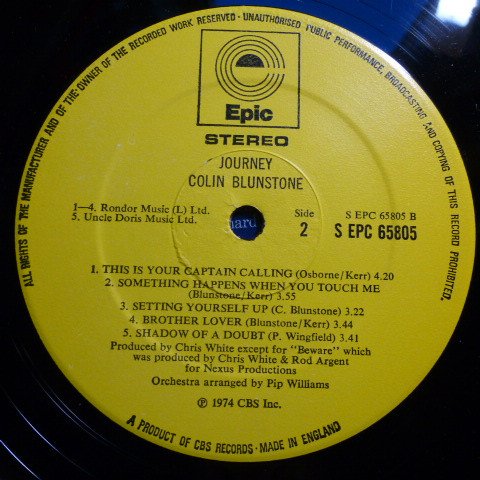 ALL RIGHTS OF THE MANUFACTURER AND OF THE OWNER OF THE RECORDED WORK RESERVED · UNAUTHORISED PUBLIC PERFORMANCE, BROADCASTING AND COPYING OF THIS RECORD PROHIBITED.
Epic
STEREO
JOURNEY
COLIN BLUNSTONE
1—4. Rondor Music (L) Ltd.
5. Uncle Doris Music Ltd.
hard
Side
2
S EPC 65805 B
S EPC 65805
1. THIS IS YOUR CAPTAIN CALLING (Osborne/Kerr) 4.20
2. SOMETHING HAPPENS WHEN YOU TOUCH ME
(Blunstone/Kerr) 3.55
3. SETTING YOURSELF UP (C. Blunstone) 3.22
4. BROTHER LOVER (Blunstone/Kerr) 3.44
5. SHADOW OF A DOUBT (P. Wingfield) 3.41
Produced by Chris White except for "Beware" which
was produced by Chris White & Rod Argent
for Nexus Productions
Orchestra arranged by Pip Williams
℗ 1974 CBS Inc.
A PRODUCT OF CBS RECORDS · MADE IN ENGLAND